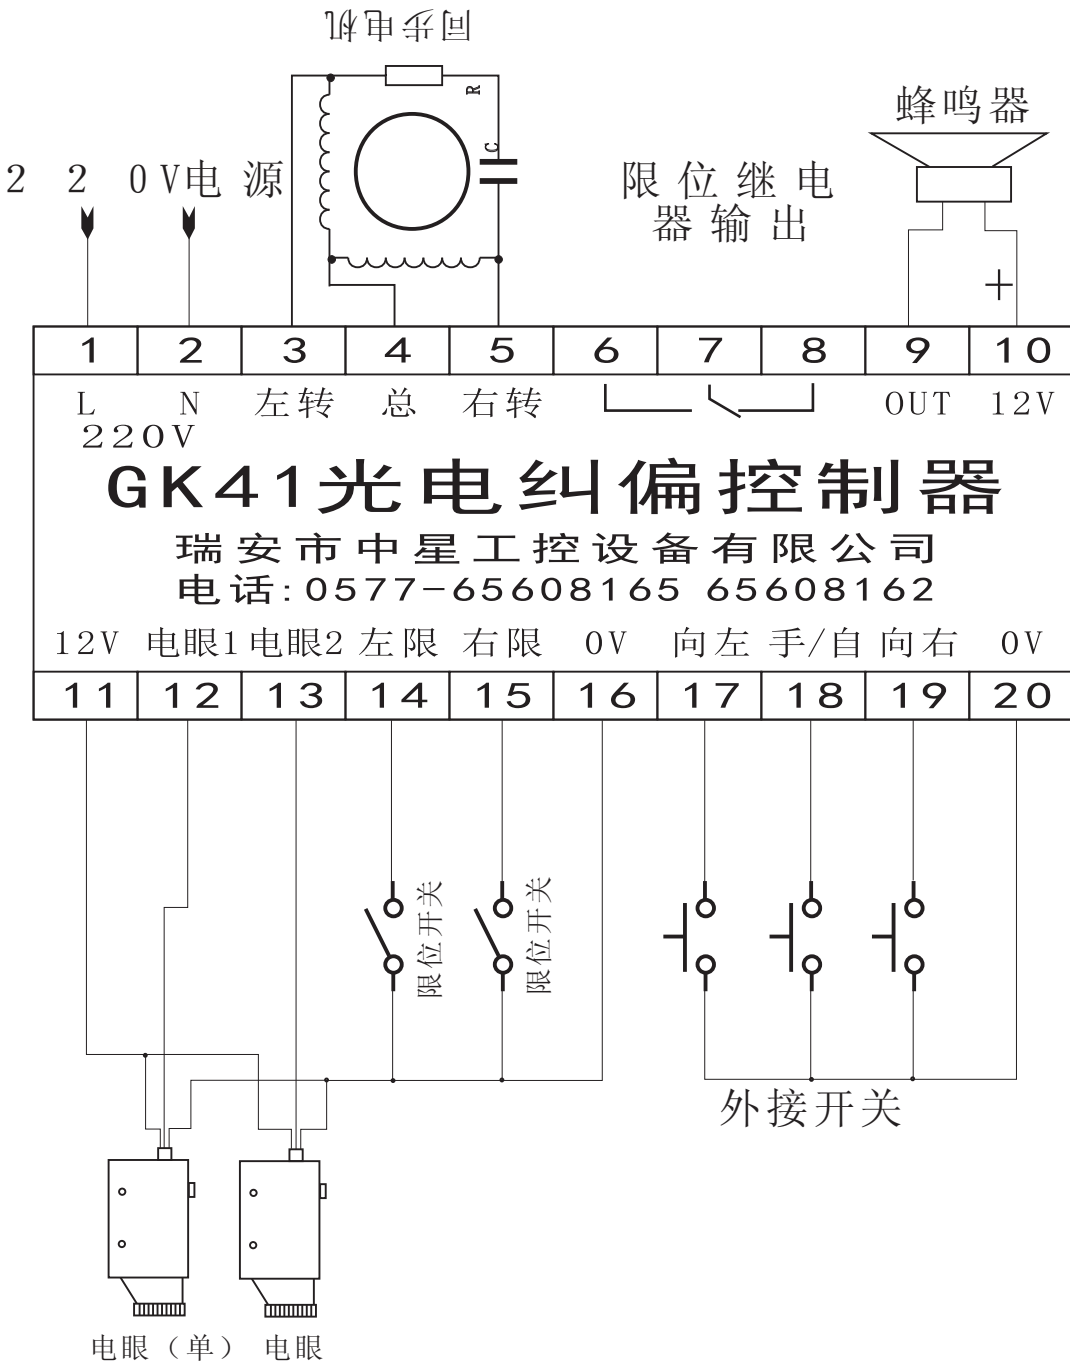 同步电机
R
C
蜂鸣器
220V电源
限位继电
器输出
+
1 2 3 4 5 6 7 8 9 10
L N 左转 总 右转 OUT 12V
220V
GK41光电纠偏控制器
瑞安市中星工控设备有限公司
电话:0577-65608165 65608162
12V 电眼1 电眼2 左限 右限 0V 向左 手/自 向右 0V
11 12 13 14 15 16 17 18 19 20
限位开关
限位开关
外接开关
电眼（单） 电眼